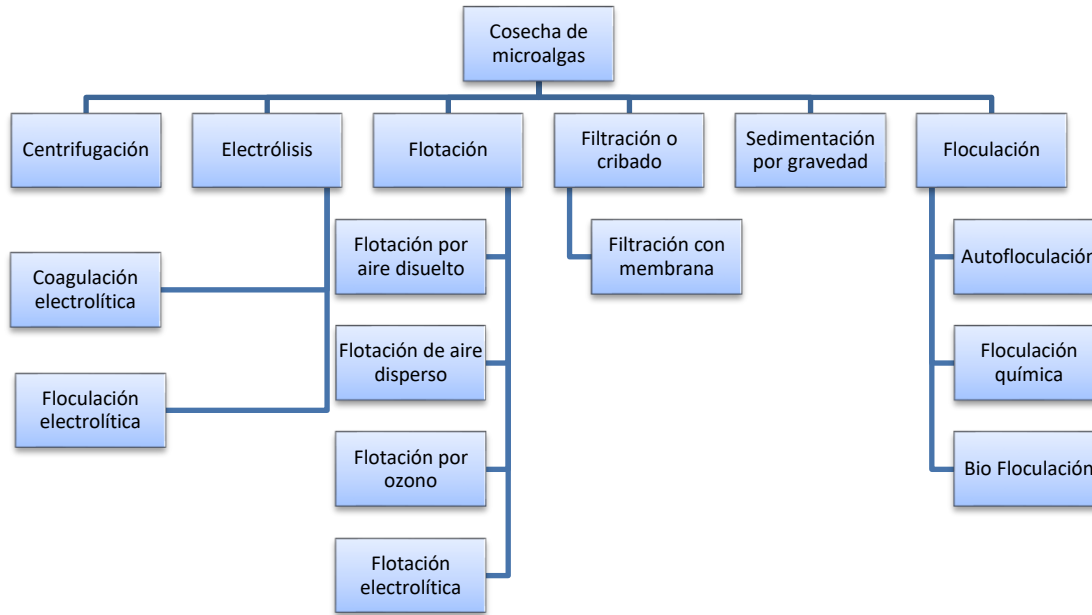 Cosecha de
microalgas
Centrifugación
Electrólisis
Flotación
Filtración o
cribado
Sedimentación
por gravedad
Floculación
Coagulación
electrolítica
Floculación
electrolítica
Flotación por
aire disuelto
Flotación de aire
disperso
Flotación por
ozono
Flotación
electrolítica
Filtración con
membrana
Autofloculación
Floculación
química
Bio Floculación